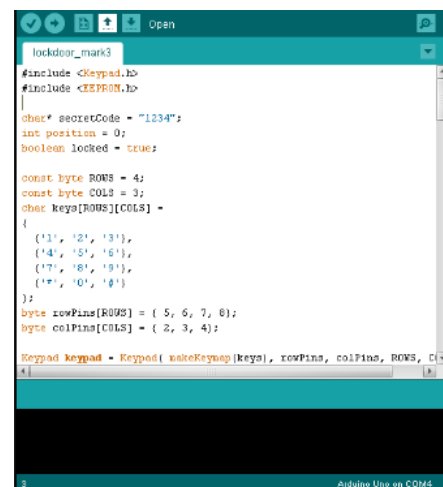 Open
lockdoor_mark3
#include <Keypad.h>
#include <EEPROM.h>
char* secretCode = "1234";
int position = 0;
boolean locked = true;
const byte ROWS = 4;
const byte COLS = 3;
char keys[ROWS][COLS] =
{
{'1', '2', '3'},
{'4', '5', '6'},
{'7', '8', '9'},
{'*', '0', '#'}
};
byte rowPins[ROWS] = { 5, 6, 7, 8};
byte colPins[COLS] = { 2, 3, 4};
Keypad keypad = Keypad( makeKeymap(keys), rowPins, colPins, ROWS, CO
3
Arduino Uno on COM4